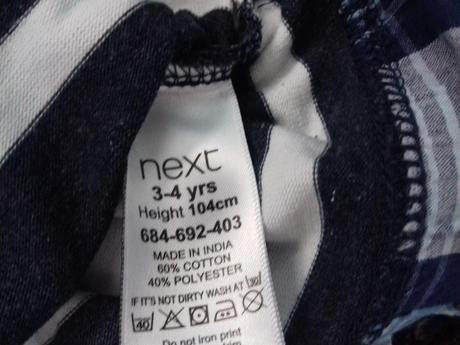 next
3-4 yrs
Height 104cm
684-692-403
MADE IN INDIA
60% COTTON
40% POLYESTER
IF IT'S NOT DIRTY WASH AT 30
40
Do not iron print